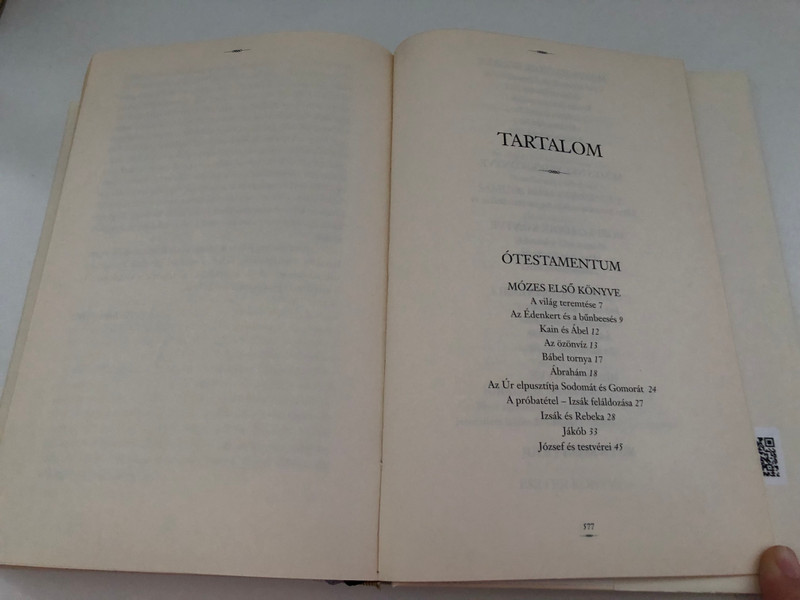 TARTALOM
ÓTESTAMENTUM
MÓZES ELSŐ KÖNYVE
A világ teremtése 7
Az Édenkert és a bűnbeesés 9
Kain és Ábel 12
Az özönvíz 13
Bábel tornya 17
Ábrahám 18
Az Úr elpusztítja Sodomát és Gomorát 24
A próbatétel – Izsák feláldozása 27
Izsák és Rebeka 28
Jákób 33
József és testvérei 45
577